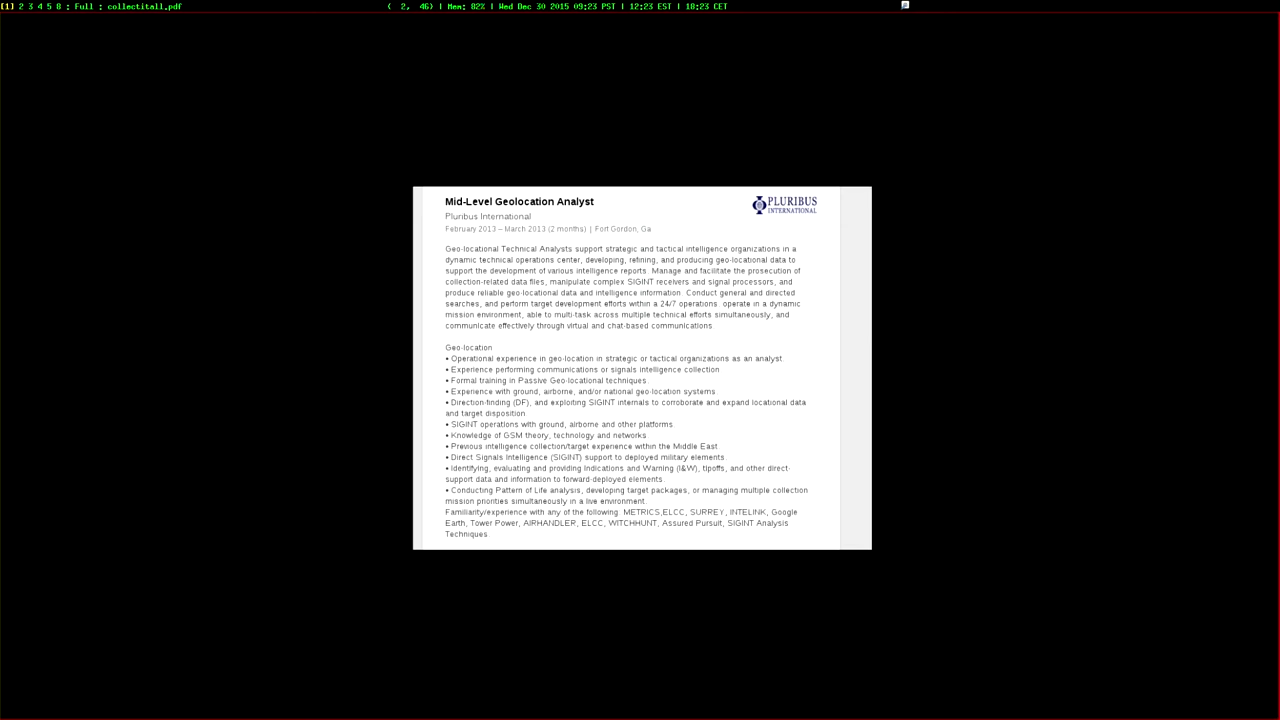 [1] 2 3 4 5 8 : Full : collectitall.pdf ( 2, 46) | Mem: 82% | Wed Dec 30 2015 09:23 PST | 12:23 EST | 18:23 CET
Mid-Level Geolocation Analyst
PLURIBUS
INTERNATIONAL
Pluribus International
February 2013 – March 2013 (2 months) | Fort Gordon, Ga
Geo-locational Technical Analysts support strategic and tactical intelligence organizations in a
dynamic technical operations center, developing, refining, and producing geo-locational data to
support the development of various intelligence reports. Manage and facilitate the prosecution of
collection-related data files, manipulate complex SIGINT receivers and signal processors, and
produce reliable geo-locational data and intelligence information. Conduct general and directed
searches, and perform target development efforts within a 24/7 operations. operate in a dynamic
mission environment, able to multi-task across multiple technical efforts simultaneously, and
communicate effectively through virtual and chat-based communications.
Geo-location
• Operational experience in geo-location in strategic or tactical organizations as an analyst.
• Experience performing communications or signals intelligence collection
• Formal training in Passive Geo-locational techniques.
• Experience with ground, airborne, and/or national geo-location systems.
• Direction-finding (DF), and exploiting SIGINT internals to corroborate and expand locational data
and target disposition.
• SIGINT operations with ground, airborne and other platforms.
• Knowledge of GSM theory, technology and networks.
• Previous intelligence collection/target experience within the Middle East.
• Direct Signals Intelligence (SIGINT) support to deployed military elements.
• Identifying, evaluating and providing Indications and Warning (I&W), tipoffs, and other direct-
support data and information to forward-deployed elements.
• Conducting Pattern of Life analysis, developing target packages, or managing multiple collection
mission priorities simultaneously in a live environment.
Familiarity/experience with any of the following: METRICS,ELCC, SURREY, INTELINK, Google
Earth, Tower Power, AIRHANDLER, ELCC, WITCHHUNT, Assured Pursuit, SIGINT Analysis
Techniques.